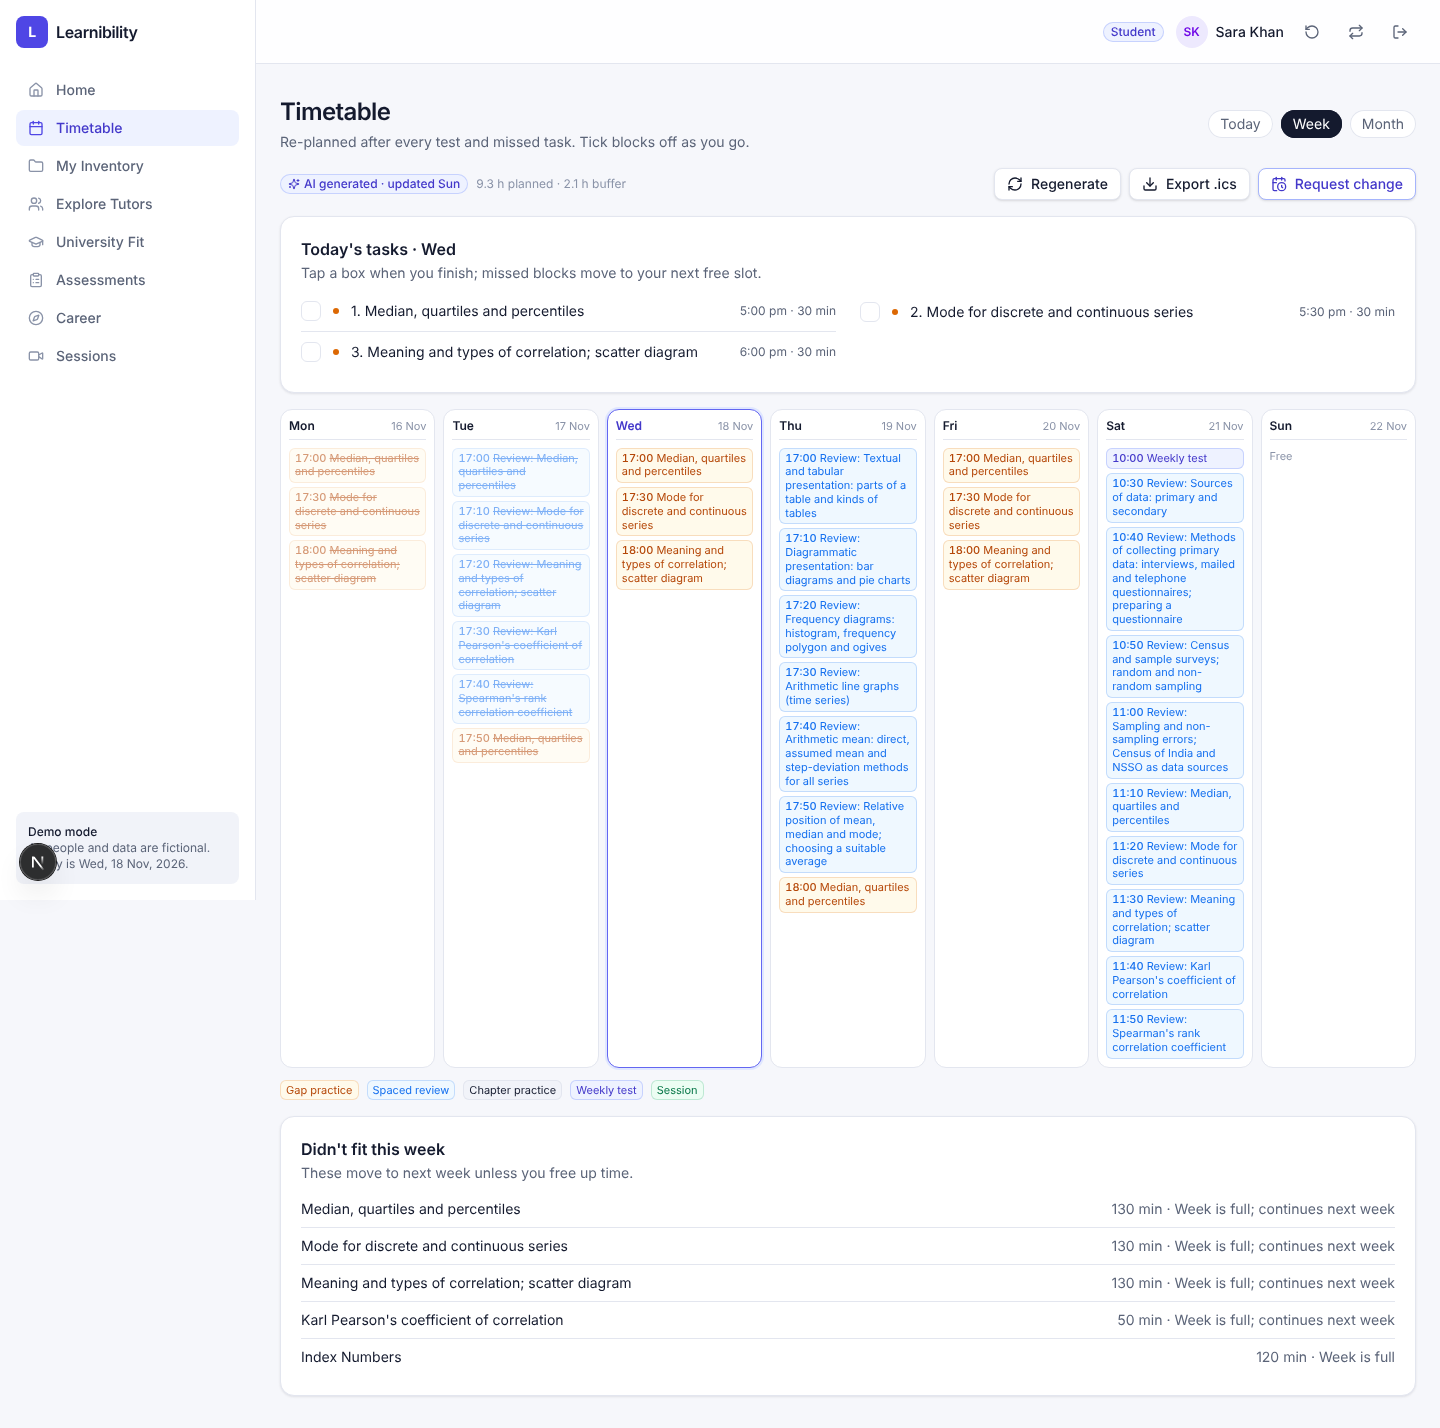 L Learnibility
Student SK Sara Khan
Home
Timetable
My Inventory
Explore Tutors
University Fit
Assessments
Career
Sessions
Demo mode
people and data are fictional.
is Wed, 18 Nov, 2026.
N
Timetable
Re-planned after every test and missed task. Tick blocks off as you go.
Today Week Month
AI generated · updated Sun 9.3 h planned · 2.1 h buffer
Regenerate Export .ics Request change
Today's tasks · Wed
Tap a box when you finish; missed blocks move to your next free slot.
1. Median, quartiles and percentiles 5:00 pm · 30 min
2. Mode for discrete and continuous series 5:30 pm · 30 min
3. Meaning and types of correlation; scatter diagram 6:00 pm · 30 min
Mon 16 Nov
17:00 Median, quartiles
and percentiles
17:30 Mode for
discrete and continuous
series
18:00 Meaning and
types of correlation;
scatter diagram
Tue 17 Nov
17:00 Review: Median,
quartiles and
percentiles
17:10 Review: Mode for
discrete and continuous
series
17:20 Review: Meaning
and types of
correlation; scatter
diagram
17:30 Review: Karl
Pearson's coefficient of
correlation
17:40 Review:
Spearman's rank
correlation coefficient
17:50 Median, quartiles
and percentiles
Wed 18 Nov
17:00 Median, quartiles
and percentiles
17:30 Mode for
discrete and continuous
series
18:00 Meaning and
types of correlation;
scatter diagram
Thu 19 Nov
17:00 Review: Textual
and tabular
presentation: parts of a
table and kinds of
tables
17:10 Review:
Diagrammatic
presentation: bar
diagrams and pie charts
17:20 Review:
Frequency diagrams:
histogram, frequency
polygon and ogives
17:30 Review:
Arithmetic line graphs
(time series)
17:40 Review:
Arithmetic mean: direct,
assumed mean and
step-deviation methods
for all series
17:50 Review: Relative
position of mean,
median and mode;
choosing a suitable
average
18:00 Median, quartiles
and percentiles
Fri 20 Nov
17:00 Median, quartiles
and percentiles
17:30 Mode for
discrete and continuous
series
18:00 Meaning and
types of correlation;
scatter diagram
Sat 21 Nov
10:00 Weekly test
10:30 Review: Sources
of data: primary and
secondary
10:40 Review: Methods
of collecting primary
data: interviews, mailed
and telephone
questionnaires;
preparing a
questionnaire
10:50 Review: Census
and sample surveys;
random and non-
random sampling
11:00 Review:
Sampling and non-
sampling errors;
Census of India and
NSSO as data sources
11:10 Review: Median,
quartiles and
percentiles
11:20 Review: Mode for
discrete and continuous
series
11:30 Review: Meaning
and types of
correlation; scatter
diagram
11:40 Review: Karl
Pearson's coefficient of
correlation
11:50 Review:
Spearman's rank
correlation coefficient
Sun 22 Nov
Free
Gap practice Spaced review Chapter practice Weekly test Session
Didn't fit this week
These move to next week unless you free up time.
Median, quartiles and percentiles 130 min · Week is full; continues next week
Mode for discrete and continuous series 130 min · Week is full; continues next week
Meaning and types of correlation; scatter diagram 130 min · Week is full; continues next week
Karl Pearson's coefficient of correlation 50 min · Week is full; continues next week
Index Numbers 120 min · Week is full